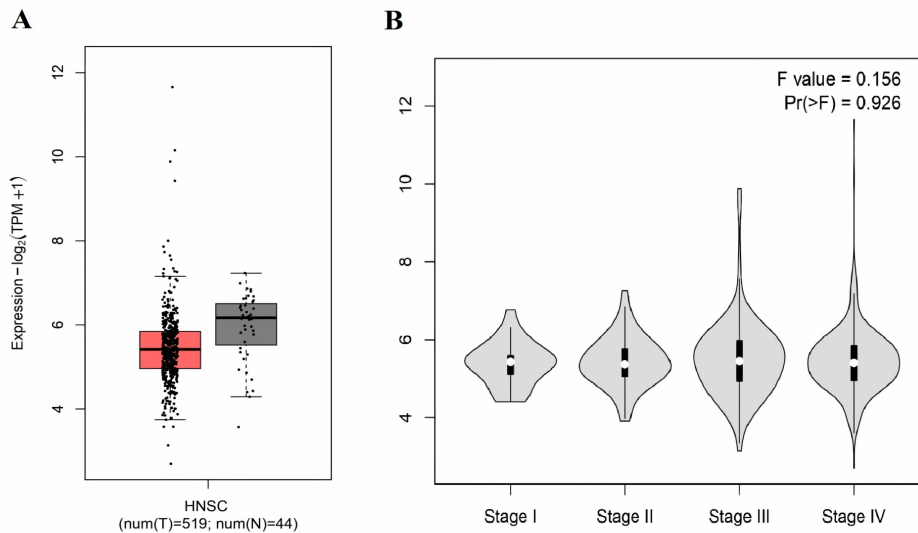 A
Expression−log₂(TPM+1)
12
10
8
6
4
HNSC
(num(T)=519; num(N)=44)
B
F value = 0.156
Pr(>F) = 0.926
12
10
8
6
4
Stage I
Stage II
Stage III
Stage IV